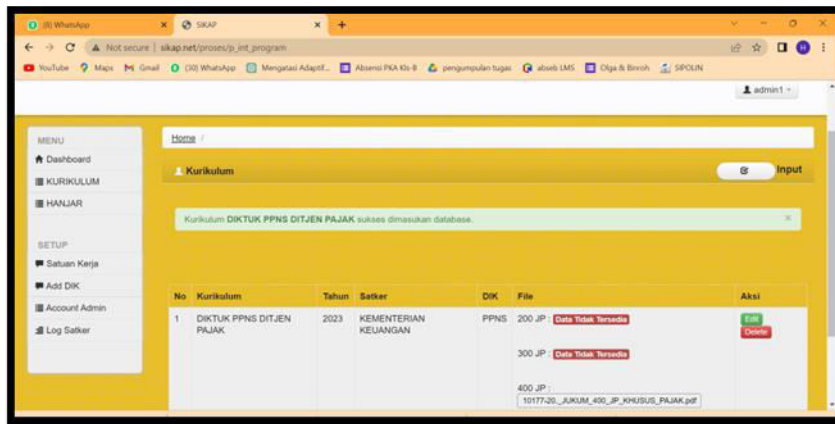 (8) WhatsApp
SIKAP
Not secure | sikap.net/proses/p_int_program
YouTube Maps Gmail (30) WhatsApp Mengatasi Adaptif... Absensi PKA Kls-B pengumpulan tugas abseb LMS Olga & Binroh SIPOLIN
admin1
MENU
Dashboard
KURIKULUM
HANJAR
SETUP
Satuan Kerja
Add DIK
Account Admin
Log Satker
Home /
Kurikulum
Input
Kurikulum DIKTUK PPNS DITJEN PAJAK sukses dimasukan database.
No Kurikulum Tahun Satker DIK File Aksi
1 DIKTUK PPNS DITJEN PAJAK 2023 KEMENTERIAN KEUANGAN PPNS 200 JP : Data Tidak Tersedia Edit
Delete
300 JP : Data Tidak Tersedia
400 JP :
10177-20._JUKUM_400_JP_KHUSUS_PAJAK.pdf